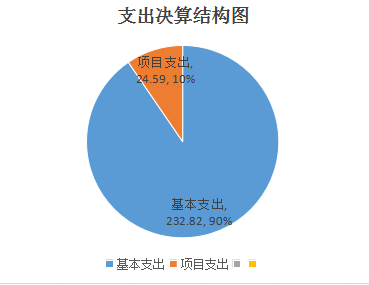 支出决算结构图
项目支出,
24.59, 10%
基本支出,
232.82, 90%
基本支出 项目支出